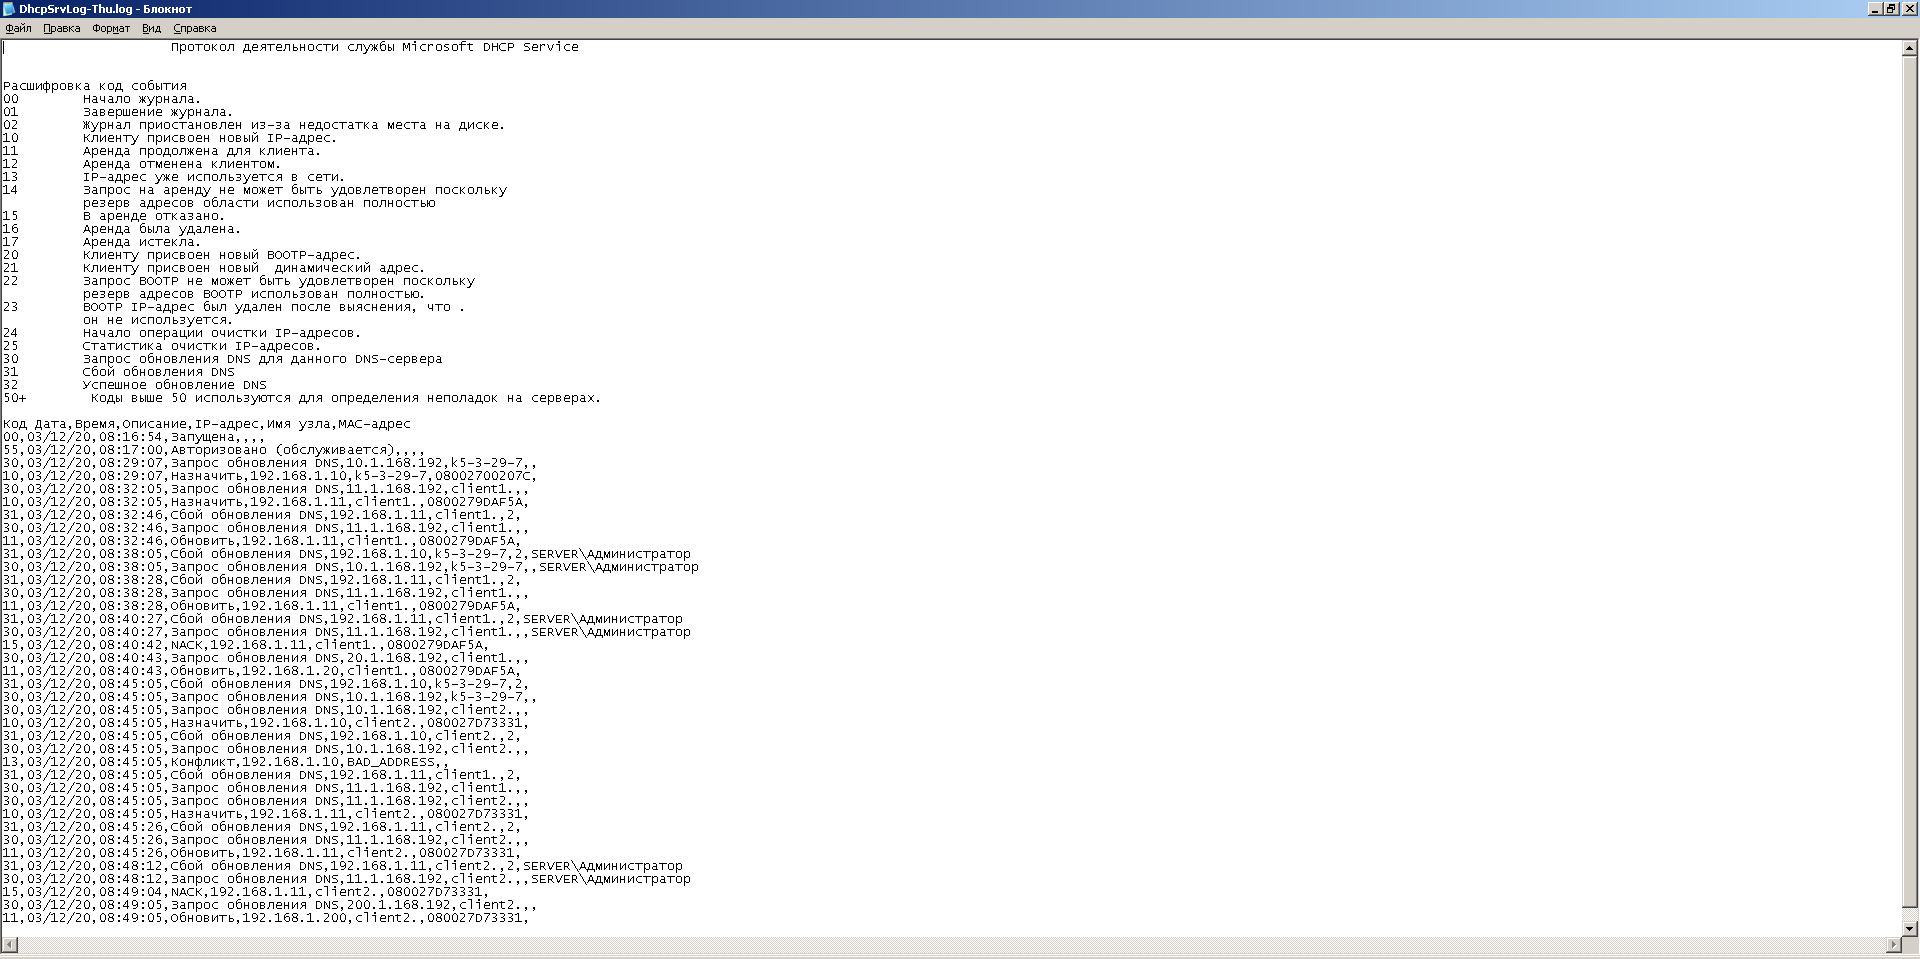 DhcpSrvLog-Thu.log - Блокнот
Файл Правка Формат Вид Справка
Протокол деятельности службы Microsoft DHCP Service
Расшифровка код события
00 Начало журнала.
01 Завершение журнала.
02 Журнал приостановлен из-за недостатка места на диске.
10 Клиенту присвоен новый IP-адрес.
11 Аренда продолжена для клиента.
12 Аренда отменена клиентом.
13 IP-адрес уже используется в сети.
14 Запрос на аренду не может быть удовлетворен поскольку
резерв адресов области использован полностью
15 В аренде отказано.
16 Аренда была удалена.
17 Аренда истекла.
20 Клиенту присвоен новый BOOTP-адрес.
21 Клиенту присвоен новый  динамический адрес.
22 Запрос BOOTP не может быть удовлетворен поскольку
резерв адресов BOOTP использован полностью.
23 BOOTP IP-адрес был удален после выяснения, что .
он не используется.
24 Начало операции очистки IP-адресов.
25 Статистика очистки IP-адресов.
30 Запрос обновления DNS для данного DNS-сервера
31 Сбой обновления DNS
32 Успешное обновление DNS
50+ Коды выше 50 используются для определения неполадок на серверах.
Код Дата,Время,Описание,IP-адрес,Имя узла,MAC-адрес
00,03/12/20,08:16:54,Запущена,,,,
55,03/12/20,08:17:00,Авторизовано (обслуживается),,,,
30,03/12/20,08:29:07,Запрос обновления DNS,10.1.168.192,k5-3-29-7,,
10,03/12/20,08:29:07,Назначить,192.168.1.10,k5-3-29-7,08002700207C,
30,03/12/20,08:32:05,Запрос обновления DNS,11.1.168.192,client1.,,
10,03/12/20,08:32:05,Назначить,192.168.1.11,client1.,0800279DAF5A,
31,03/12/20,08:32:46,Сбой обновления DNS,192.168.1.11,client1.,2,
30,03/12/20,08:32:46,Запрос обновления DNS,11.1.168.192,client1.,,
11,03/12/20,08:32:46,Обновить,192.168.1.11,client1.,0800279DAF5A,
31,03/12/20,08:38:05,Сбой обновления DNS,192.168.1.10,k5-3-29-7,2,SERVER\Администратор
30,03/12/20,08:38:05,Запрос обновления DNS,10.1.168.192,k5-3-29-7,,SERVER\Администратор
31,03/12/20,08:38:28,Сбой обновления DNS,192.168.1.11,client1.,2,
30,03/12/20,08:38:28,Запрос обновления DNS,11.1.168.192,client1.,,
11,03/12/20,08:38:28,Обновить,192.168.1.11,client1.,0800279DAF5A,
31,03/12/20,08:40:27,Сбой обновления DNS,192.168.1.11,client1.,2,SERVER\Администратор
30,03/12/20,08:40:27,Запрос обновления DNS,11.1.168.192,client1.,,SERVER\Администратор
15,03/12/20,08:40:42,NACK,192.168.1.11,client1.,0800279DAF5A,
30,03/12/20,08:40:43,Запрос обновления DNS,20.1.168.192,client1.,,
11,03/12/20,08:40:43,Обновить,192.168.1.20,client1.,0800279DAF5A,
31,03/12/20,08:45:05,Сбой обновления DNS,192.168.1.10,k5-3-29-7,2,
30,03/12/20,08:45:05,Запрос обновления DNS,10.1.168.192,k5-3-29-7,,
30,03/12/20,08:45:05,Запрос обновления DNS,10.1.168.192,client2.,,
10,03/12/20,08:45:05,Назначить,192.168.1.10,client2.,080027D73331,
31,03/12/20,08:45:05,Сбой обновления DNS,192.168.1.10,client2.,2,
30,03/12/20,08:45:05,Запрос обновления DNS,10.1.168.192,client2.,,
13,03/12/20,08:45:05,Конфликт,192.168.1.10,BAD_ADDRESS,,
31,03/12/20,08:45:05,Сбой обновления DNS,192.168.1.11,client1.,2,
30,03/12/20,08:45:05,Запрос обновления DNS,11.1.168.192,client1.,,
30,03/12/20,08:45:05,Запрос обновления DNS,11.1.168.192,client2.,,
10,03/12/20,08:45:05,Назначить,192.168.1.11,client2.,080027D73331,
31,03/12/20,08:45:26,Сбой обновления DNS,192.168.1.11,client2.,2,
30,03/12/20,08:45:26,Запрос обновления DNS,11.1.168.192,client2.,,
11,03/12/20,08:45:26,Обновить,192.168.1.11,client2.,080027D73331,
31,03/12/20,08:48:12,Сбой обновления DNS,192.168.1.11,client2.,2,SERVER\Администратор
30,03/12/20,08:48:12,Запрос обновления DNS,11.1.168.192,client2.,,SERVER\Администратор
15,03/12/20,08:49:04,NACK,192.168.1.11,client2.,080027D73331,
30,03/12/20,08:49:05,Запрос обновления DNS,200.1.168.192,client2.,,
11,03/12/20,08:49:05,Обновить,192.168.1.200,client2.,080027D73331,